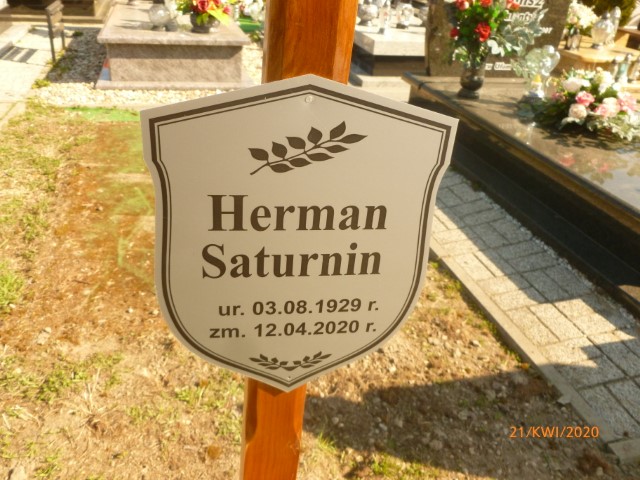 Herman
Saturnin
ur. 03.08.1929 r.
zm. 12.04.2020 r.
21/KWI/2020